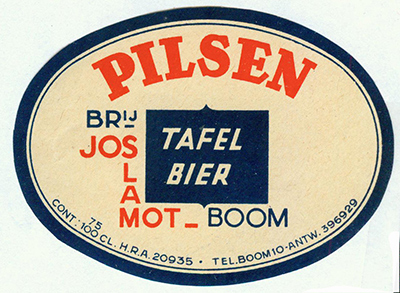 PILSEN
BRIJ
JOS
SLAMOT_BOOM
TAFEL
BIER
CONT: 75 100 CL. H.R.A. 20935 • TEL. BOOM 10-ANTW. 396929